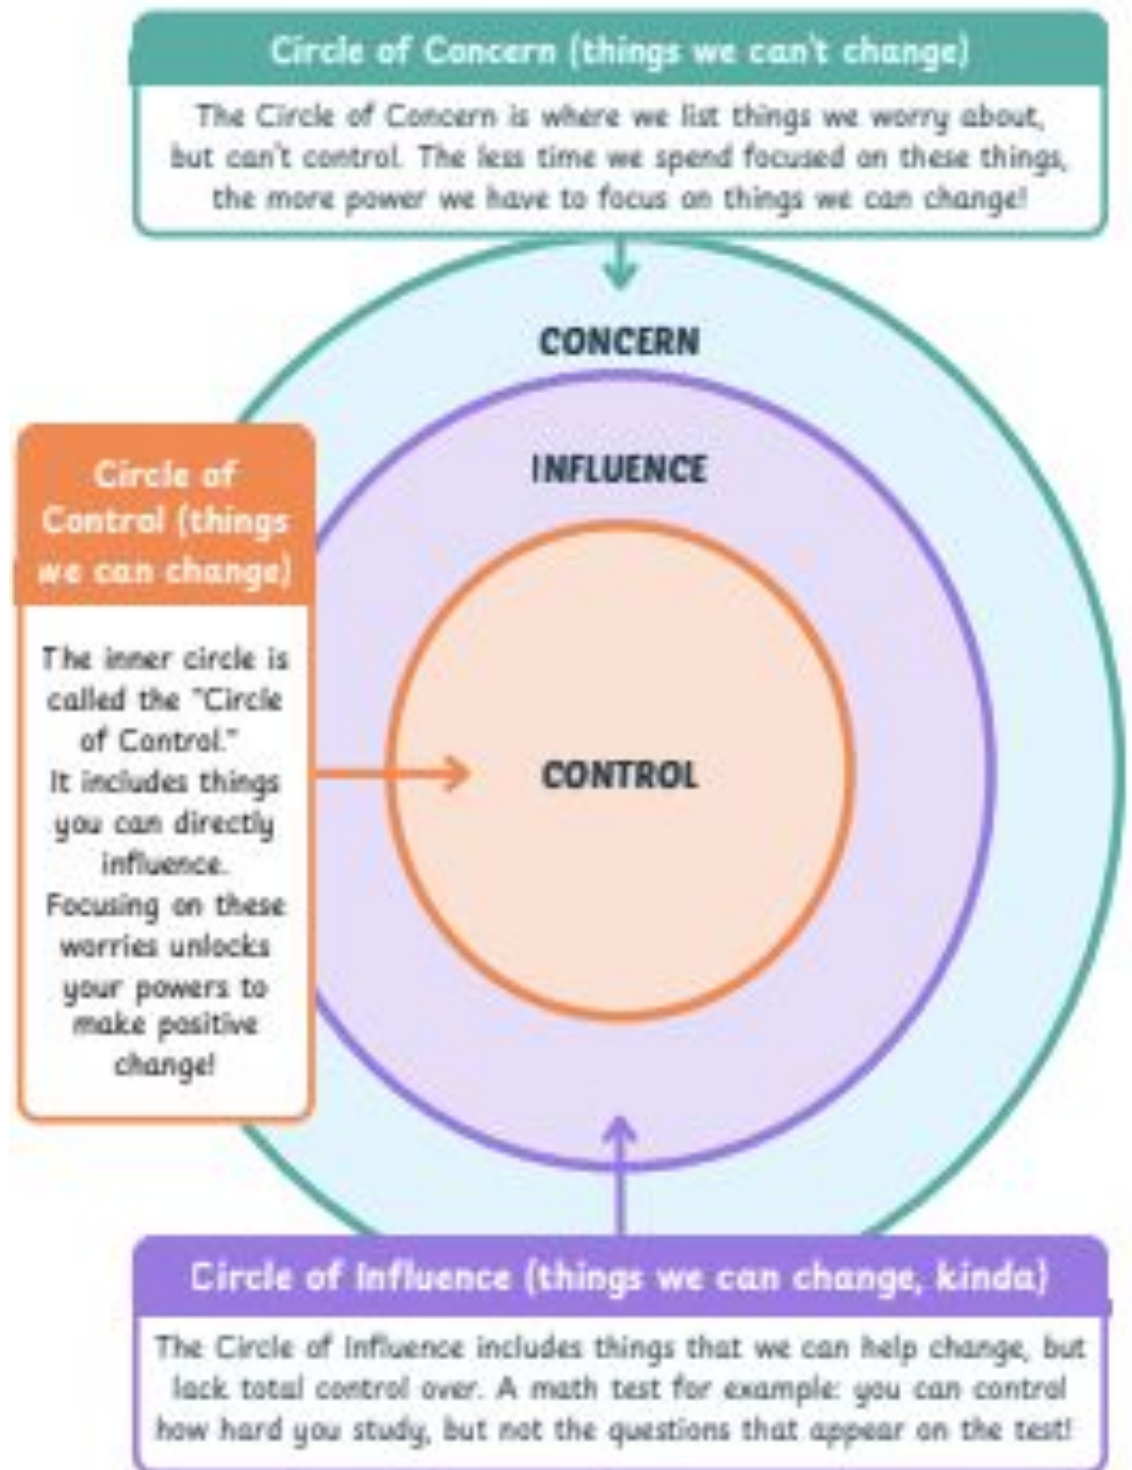 Circle of Concern (things we can't change)
The Circle of Concern is where we list things we worry about,
but can't control. The less time we spend focused on these things,
the more power we have to focus on things we can change!
CONCERN
INFLUENCE
CONTROL
Circle of
Control (things
we can change)
The inner circle is
called the "Circle
of Control."
It includes things
you can directly
influence.
Focusing on these
worries unlocks
your powers to
make positive
change!
Circle of Influence (things we can change, kinda)
The Circle of Influence includes things that we can help change, but
lack total control over. A math test for example: you can control
how hard you study, but not the questions that appear on the test!